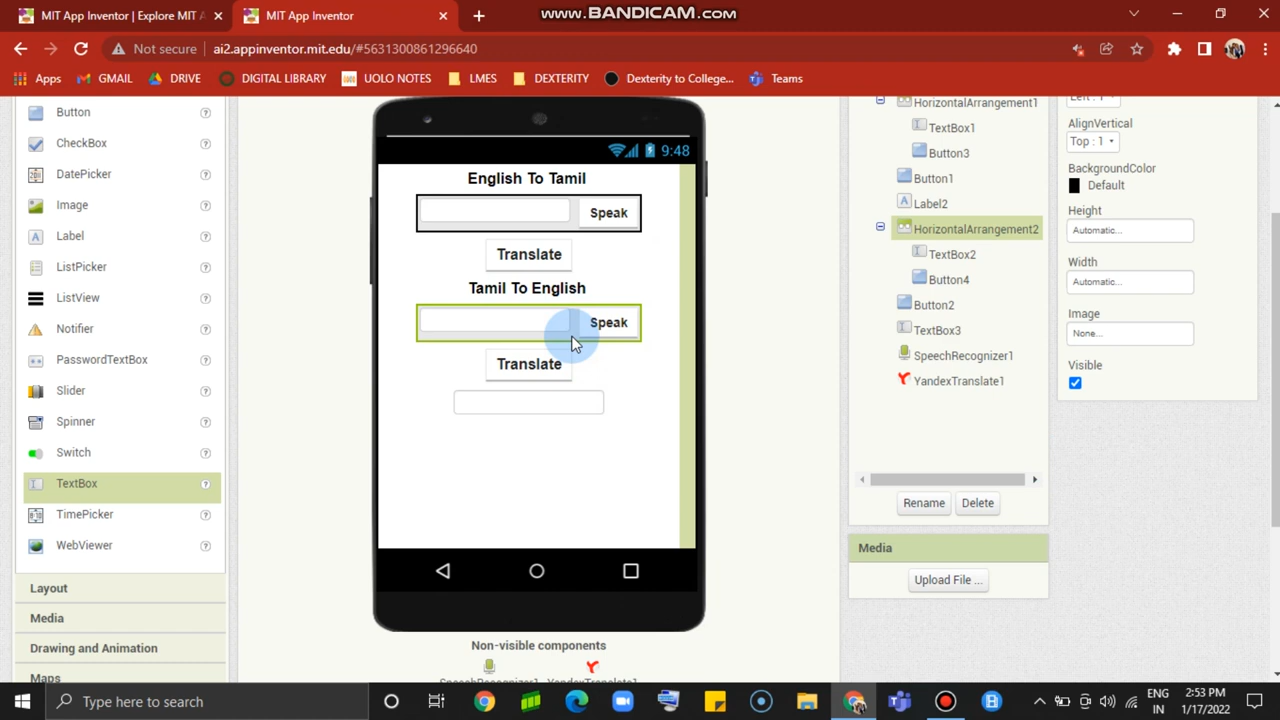 www.BANDICAM.com
MIT App Inventor | Explore MIT A
MIT App Inventor
Not secure
ai2.appinventor.mit.edu/#5631300861296640
Apps
GMAIL
DRIVE
DIGITAL LIBRARY
UOLO NOTES
LMES
DEXTERITY
Dexterity to College...
Teams
Button
CheckBox
DatePicker
Image
Label
ListPicker
ListView
Notifier
PasswordTextBox
Slider
Spinner
Switch
TextBox
TimePicker
WebViewer
Layout
Media
Drawing and Animation
Maps
9:48
English To Tamil
Speak
Translate
Tamil To English
Speak
Translate
Non-visible components
SpeechRecognizer1
YandexTranslate1
HorizontalArrangement1
TextBox1
Button3
Button1
Label2
HorizontalArrangement2
TextBox2
Button4
Button2
TextBox3
SpeechRecognizer1
YandexTranslate1
Rename
Delete
Media
Upload File ...
Left : 1
AlignVertical
Top : 1
BackgroundColor
Default
Height
Automatic...
Width
Automatic...
Image
None...
Visible
Type here to search
ENG
IN
2:53 PM
1/17/2022